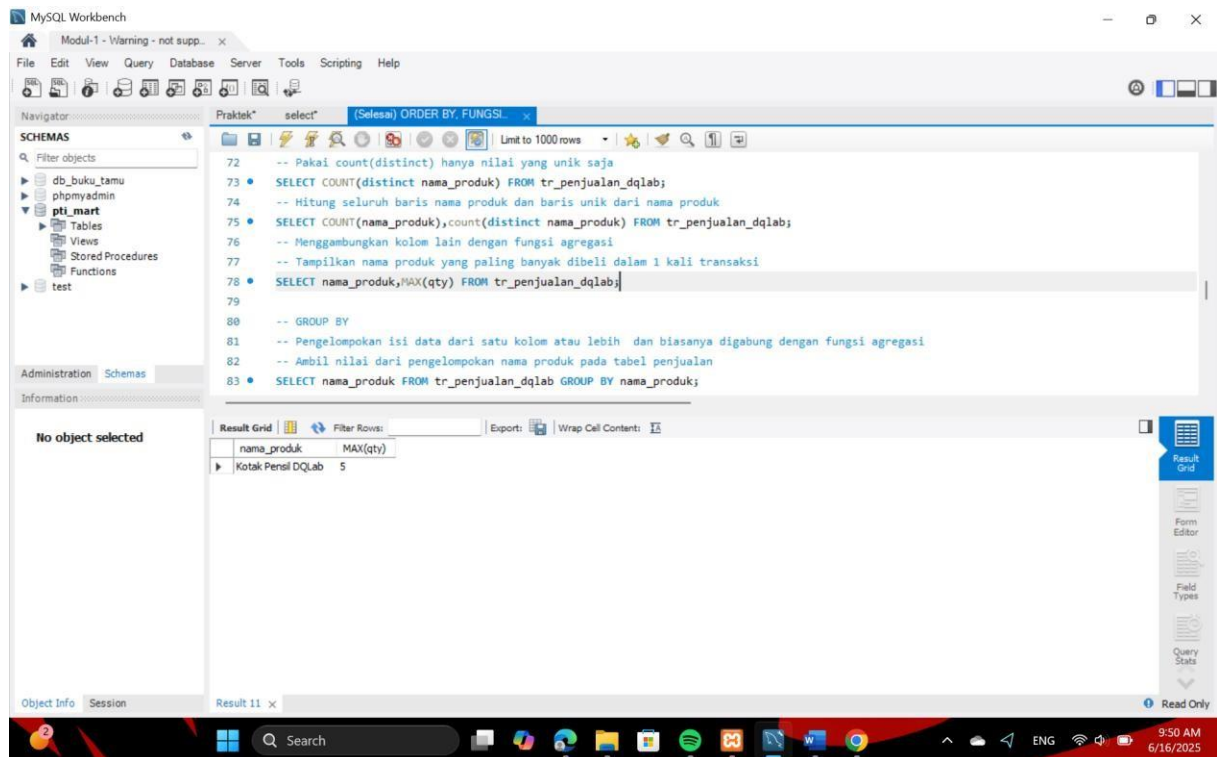 MySQL Workbench
Modul-1 - Warning - not supp..
File Edit View Query Database Server Tools Scripting Help
Navigator
SCHEMAS
Filter objects
db_buku_tamu
phpmyadmin
pti_mart
Tables
Views
Stored Procedures
Functions
test
Administration Schemas
Information
No object selected
Object Info Session
Praktek* select* (Selesai) ORDER BY, FUNGSI...
Limit to 1000 rows
72 -- Pakai count(distinct) hanya nilai yang unik saja
73 SELECT COUNT(distinct nama_produk) FROM tr_penjualan_dqlab;
74 -- Hitung seluruh baris nama produk dan baris unik dari nama produk
75 SELECT COUNT(nama_produk),count(distinct nama_produk) FROM tr_penjualan_dqlab;
76 -- Menggambungkan kolom lain dengan fungsi agregasi
77 -- Tampilkan nama produk yang paling banyak dibeli dalam 1 kali transaksi
78 SELECT nama_produk,MAX(qty) FROM tr_penjualan_dqlab;
79
80 -- GROUP BY
81 -- Pengelompokan isi data dari satu kolom atau lebih dan biasanya digabung dengan fungsi agregasi
82 -- Ambil nilai dari pengelompokan nama produk pada tabel penjualan
83 SELECT nama_produk FROM tr_penjualan_dqlab GROUP BY nama_produk;
Result Grid Filter Rows: Export: Wrap Cell Content:
nama_produk MAX(qty)
Kotak Pensil DQLab 5
Result
Grid
Form
Editor
Field
Types
Query
Stats
Result 11
Read Only
2
Search
ENG
9:50 AM
6/16/2025